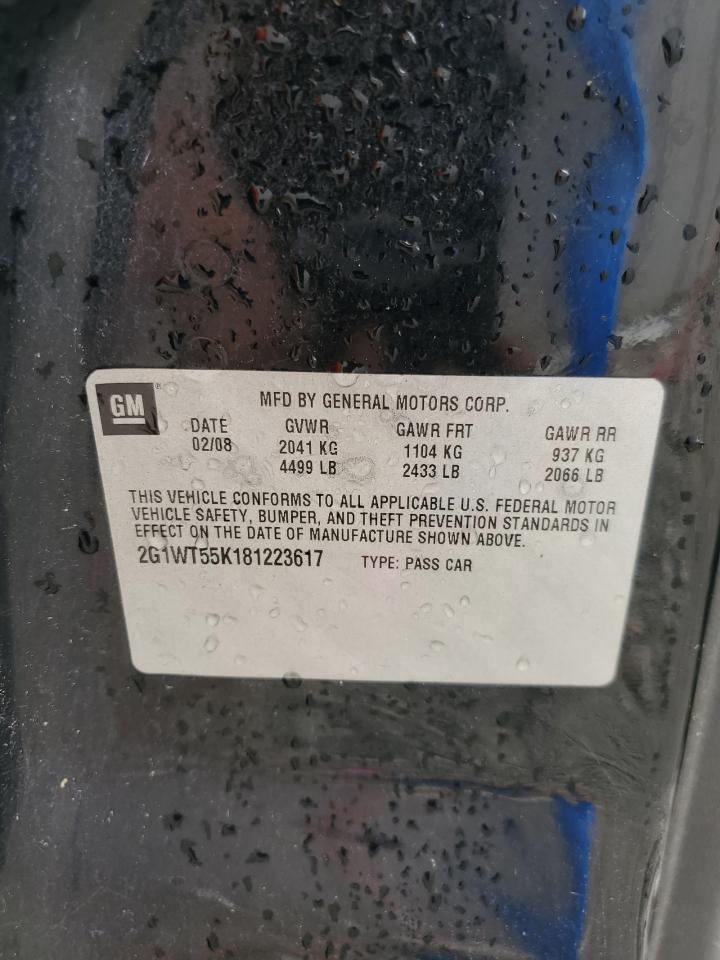 GM®
MFD BY GENERAL MOTORS CORP.
DATE GVWR GAWR FRT GAWR RR
02/08 2041 KG 1104 KG 937 KG
4499 LB 2433 LB 2066 LB
THIS VEHICLE CONFORMS TO ALL APPLICABLE U.S. FEDERAL MOTOR
VEHICLE SAFETY, BUMPER, AND THEFT PREVENTION STANDARDS IN
EFFECT ON THE DATE OF MANUFACTURE SHOWN ABOVE.
2G1WT55K181223617 TYPE: PASS CAR